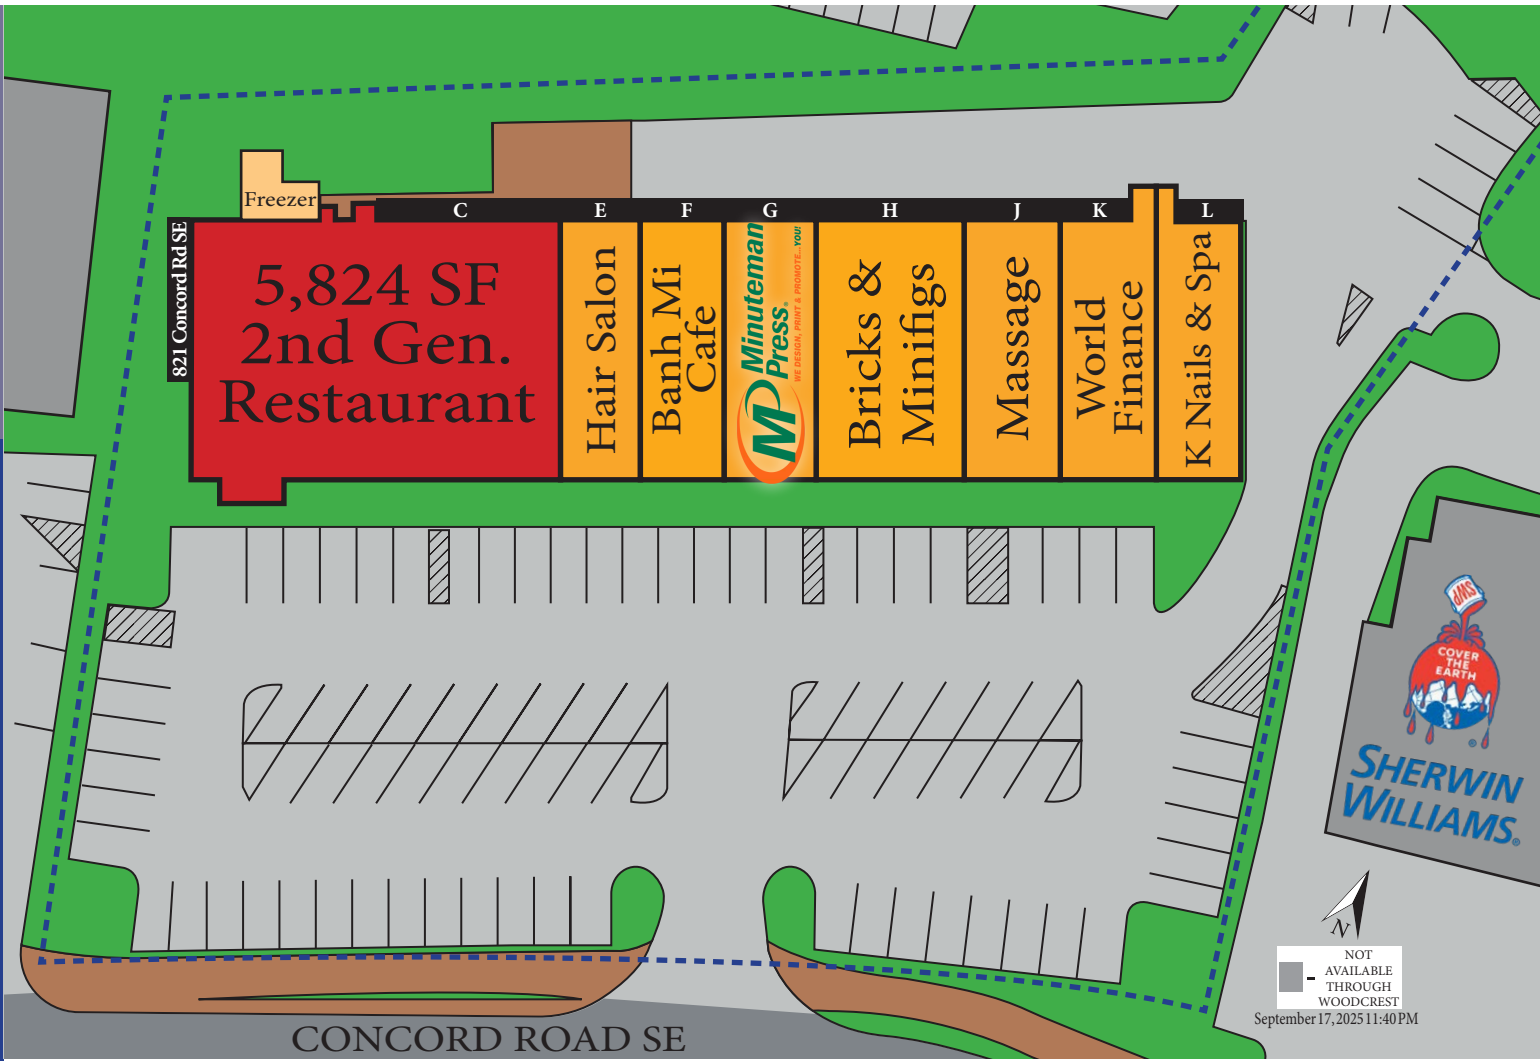 Freezer
C
E
F
G
H
J
K
L
821 Concord Rd SE
5,824 SF
2nd Gen.
Restaurant
Hair Salon
Banh Mi
Cafe
Minuteman
Press®
WE DESIGN, PRINT & PROMOTE...YOU!
M
Bricks &
Minifigs
Massage
World
Finance
K Nails & Spa
SWP
COVER
THE
EARTH
®
SHERWIN
WILLIAMS®
N
NOT
- AVAILABLE
THROUGH
WOODCREST
September 17, 2025 11:40 PM
CONCORD ROAD SE